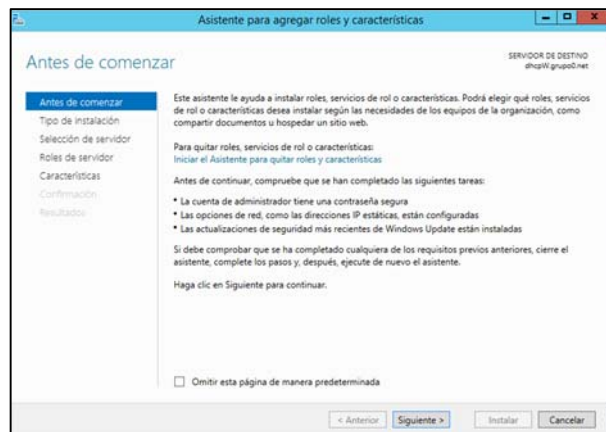 Asistente para agregar roles y características
Antes de comenzar
SERVIDOR DE DESTINO
dhcpW.grupo0.net
Antes de comenzar
Tipo de instalación
Selección de servidor
Roles de servidor
Características
Confirmación
Resultados
Este asistente le ayuda a instalar roles, servicios de rol o características. Podrá elegir qué roles, servicios
de rol o características desea instalar según las necesidades de los equipos de la organización, como
compartir documentos u hospedar un sitio web.
Para quitar roles, servicios de rol o características:
Iniciar el Asistente para quitar roles y características
Antes de continuar, compruebe que se han completado las siguientes tareas:
• La cuenta de administrador tiene una contraseña segura
• Las opciones de red, como las direcciones IP estáticas, están configuradas
• Las actualizaciones de seguridad más recientes de Windows Update están instaladas
Si debe comprobar que se ha completado cualquiera de los requisitos previos anteriores, cierre el
asistente, complete los pasos y, después, ejecute de nuevo el asistente.
Haga clic en Siguiente para continuar.
Omitir esta página de manera predeterminada
< Anterior Siguiente > Instalar Cancelar